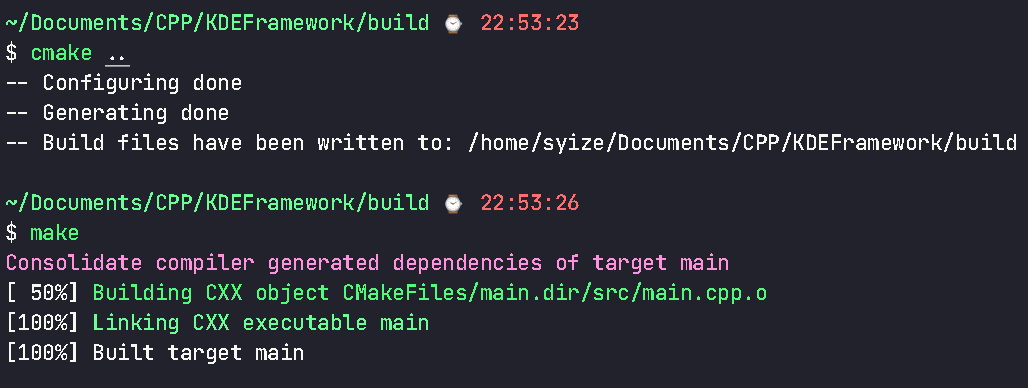 ~/Documents/CPP/KDEFramework/build ⌚ 22:53:23
$ cmake ..
-- Configuring done
-- Generating done
-- Build files have been written to: /home/syize/Documents/CPP/KDEFramework/build
~/Documents/CPP/KDEFramework/build ⌚ 22:53:26
$ make
Consolidate compiler generated dependencies of target main
[ 50%] Building CXX object CMakeFiles/main.dir/src/main.cpp.o
[100%] Linking CXX executable main
[100%] Built target main